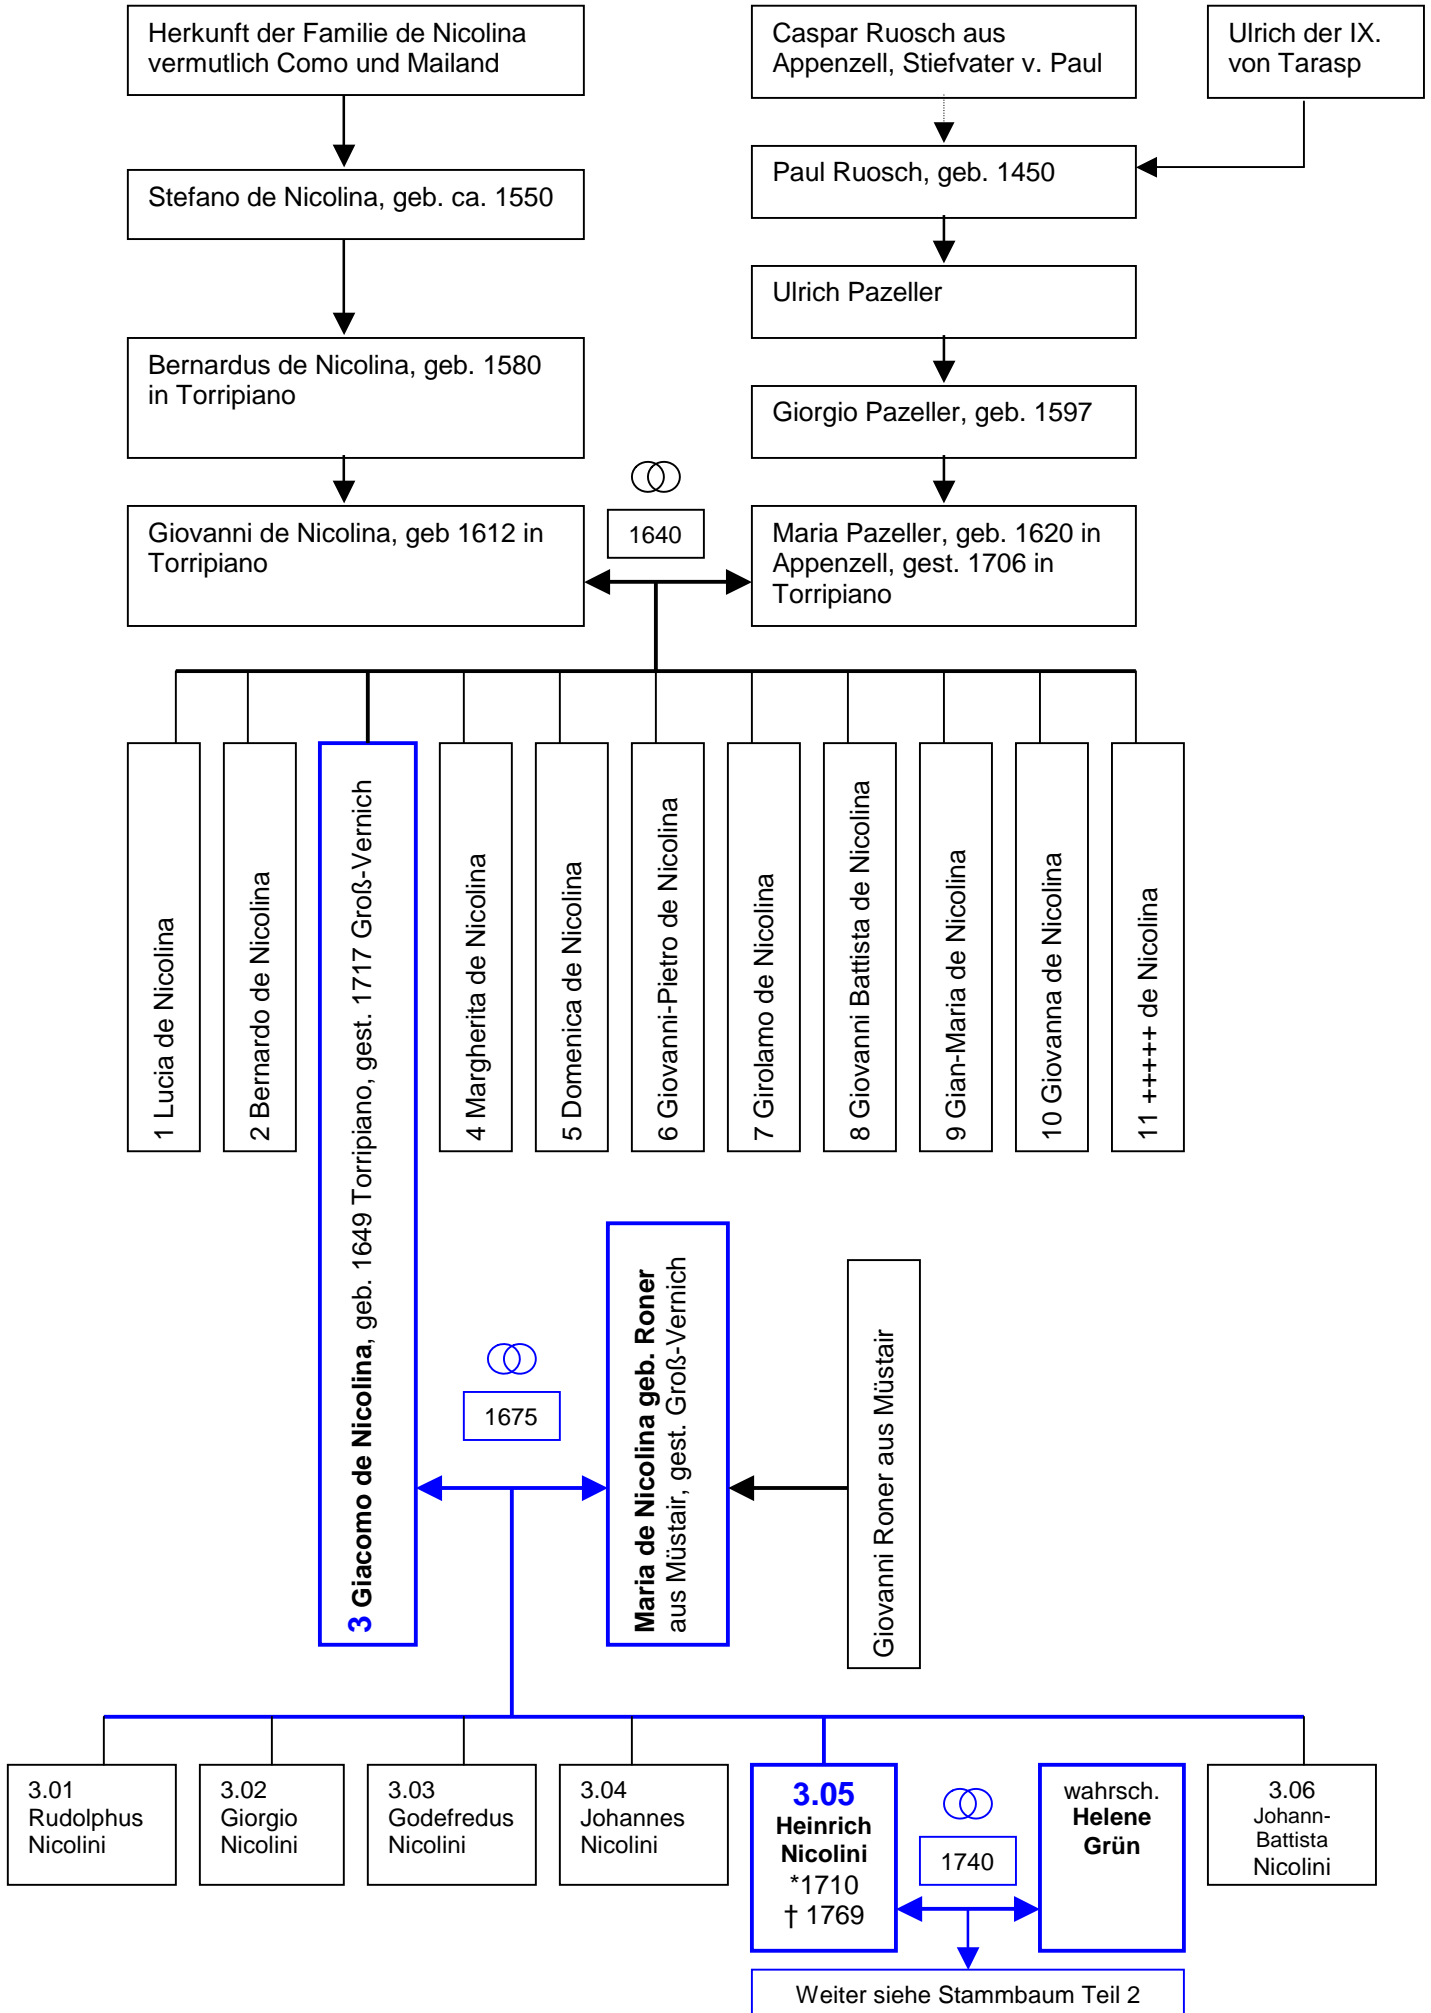 Herkunft der Familie de Nicolina
vermutlich Como und Mailand
Caspar Ruosch aus
Appenzell, Stiefvater v. Paul
Ulrich der IX.
von Tarasp
Stefano de Nicolina, geb. ca. 1550
Paul Ruosch, geb. 1450
Ulrich Pazeller
Bernardus de Nicolina, geb. 1580
in Torripiano
Giorgio Pazeller, geb. 1597
Giovanni de Nicolina, geb 1612 in
Torripiano
1640
Maria Pazeller, geb. 1620 in
Appenzell, gest. 1706 in
Torripiano
1 Lucia de Nicolina
2 Bernardo de Nicolina
3 Giacomo de Nicolina, geb. 1649 Torripiano, gest. 1717 Groß-Vernich
4 Margherita de Nicolina
5 Domenica de Nicolina
6 Giovanni-Pietro de Nicolina
7 Girolamo de Nicolina
8 Giovanni Battista de Nicolina
9 Gian-Maria de Nicolina
10 Giovanna de Nicolina
11 +++++ de Nicolina
1675
Maria de Nicolina geb. Roner
aus Müstair, gest. Groß-Vernich
Giovanni Roner aus Müstair
3.01
Rudolphus
Nicolini
3.02
Giorgio
Nicolini
3.03
Godefredus
Nicolini
3.04
Johannes
Nicolini
3.05
Heinrich
Nicolini
*1710
† 1769
1740
wahrsch.
Helene
Grün
3.06
Johann-
Battista
Nicolini
Weiter siehe Stammbaum Teil 2